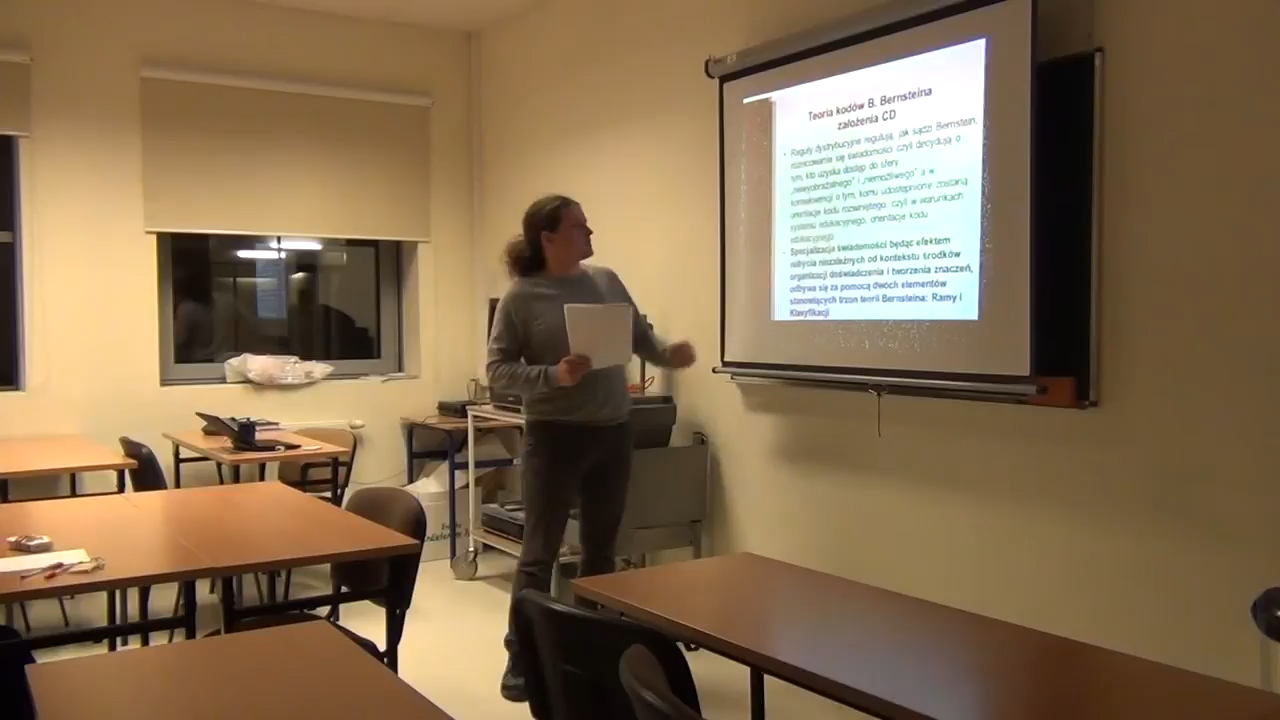 Teoria kodów B. Bernsteina
założenia CD
• Reguły dystrybucyjne regulują, jak sądzi Bernstein,
różnicowanie się świadomości czyli decydują o
tym, kto uzyska dostęp do sfery
„niewyobrażalnego” i „niemożliwego” a w
konsekwencji o tym, komu udostępnione zostaną
orientacje kodu rozwiniętego, czyli w warunkach
systemu edukacyjnego, orientacje kodu
edukacyjnego
• Specjalizacja świadomości będąc efektem
nabycia niezależnych od kontekstu środków
organizacji doświadczenia i tworzenia znaczeń,
odbywa się za pomocą dwóch elementów
stanowiących trzon teorii Bernsteina: Ramy i
Klasyfikacji